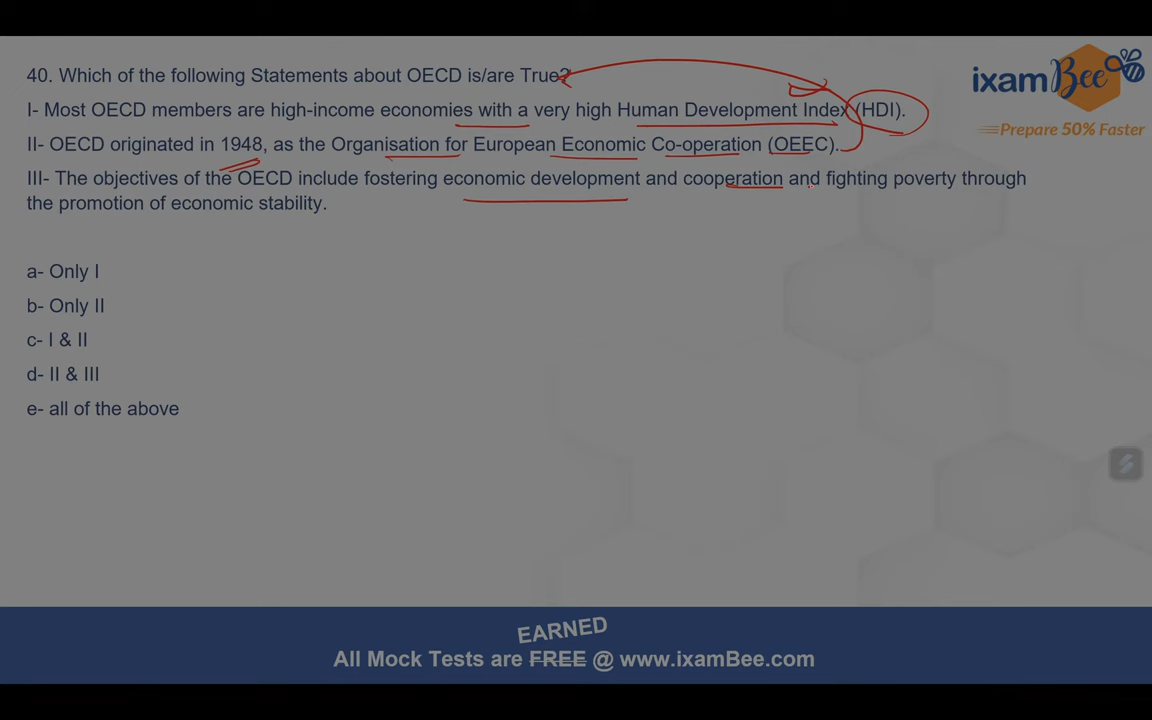 40. Which of the following Statements about OECD is/are True?
I- Most OECD members are high-income economies with a very high Human Development Index (HDI).
II- OECD originated in 1948, as the Organisation for European Economic Co-operation (OEEC).
III- The objectives of the OECD include fostering economic development and cooperation and fighting poverty through
the promotion of economic stability.
a- Only I
b- Only II
c- I & II
d- II & III
e- all of the above
ixamBee
Prepare 50% Faster
EARNED
All Mock Tests are FREE @ www.ixamBee.com